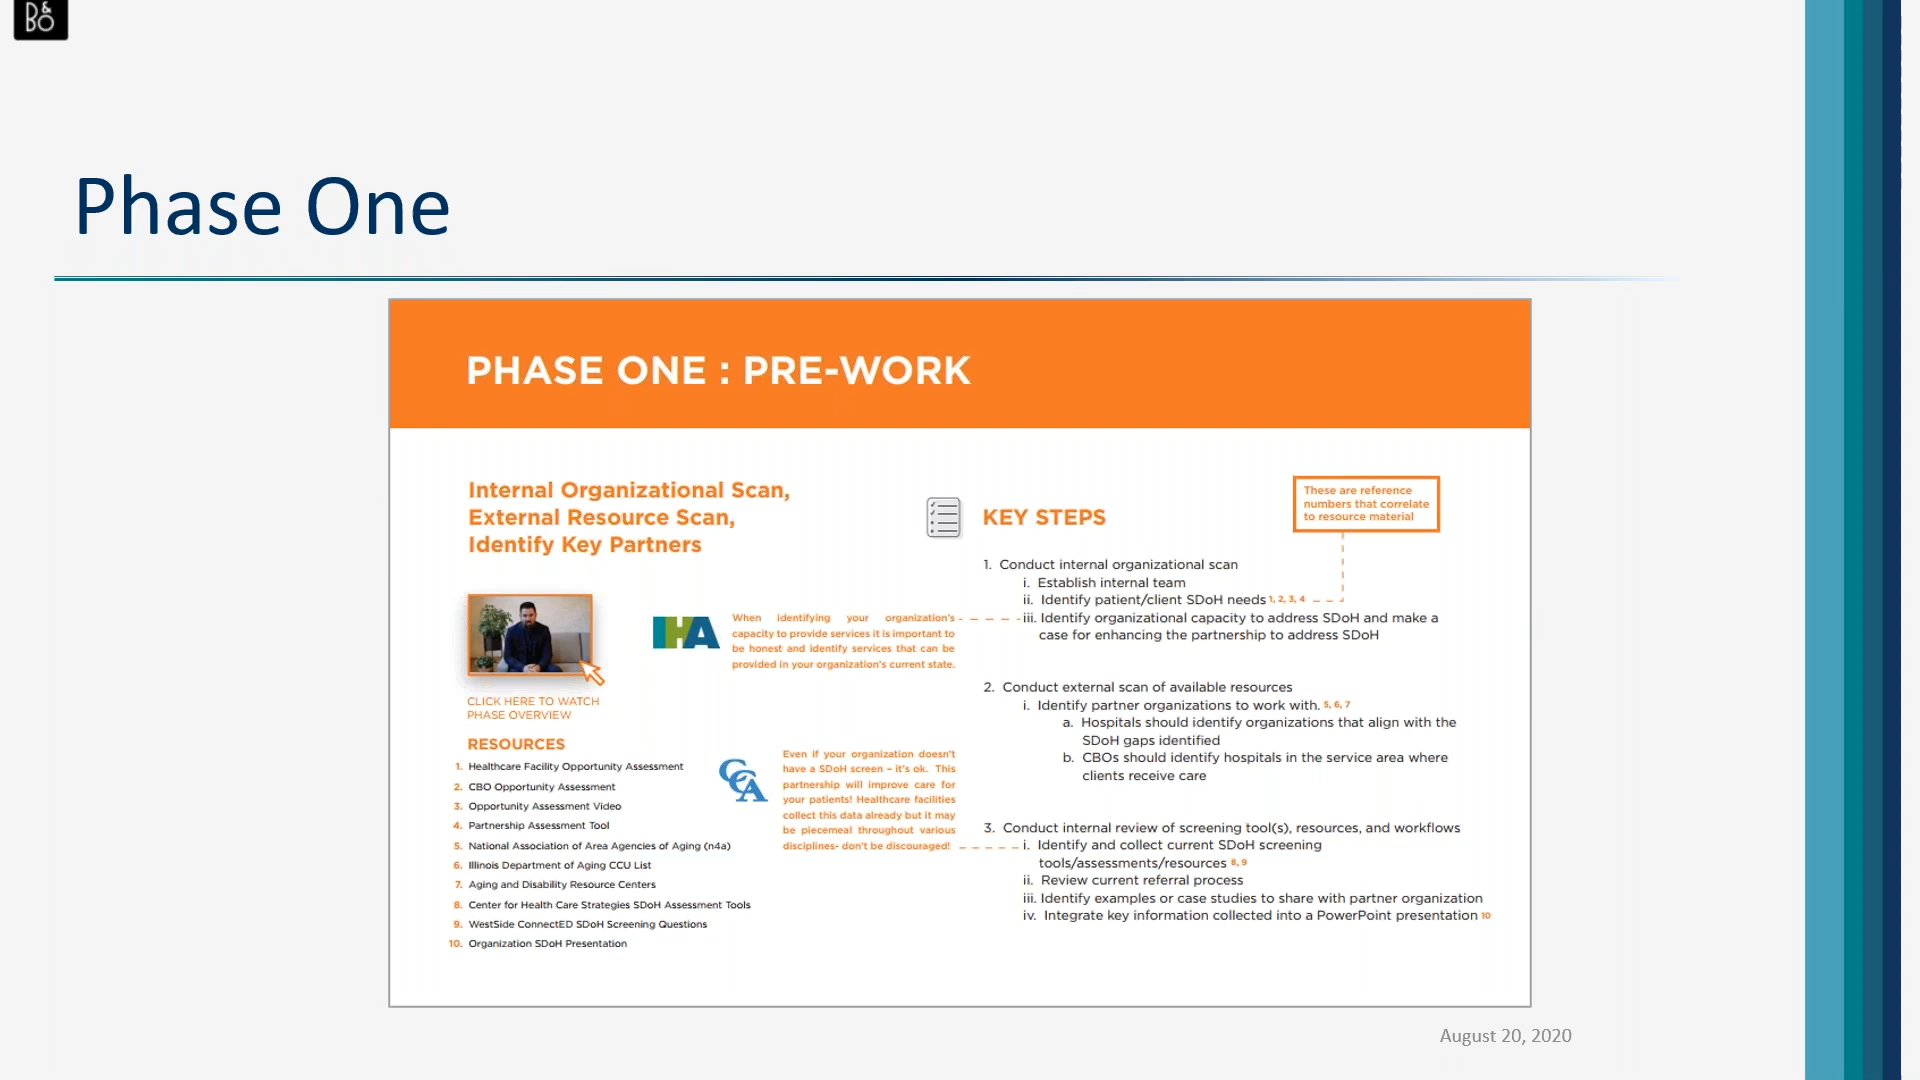 B&O
Phase One
PHASE ONE : PRE-WORK
Internal Organizational Scan,
External Resource Scan,
Identify Key Partners
CLICK HERE TO WATCH
PHASE OVERVIEW
RESOURCES
1. Healthcare Facility Opportunity Assessment
2. CBO Opportunity Assessment
3. Opportunity Assessment Video
4. Partnership Assessment Tool
5. National Association of Area Agencies of Aging (n4a)
6. Illinois Department of Aging CCU List
7. Aging and Disability Resource Centers
8. Center for Health Care Strategies SDoH Assessment Tools
9. WestSide ConnectED SDoH Screening Questions
10. Organization SDoH Presentation
IHA
When identifying your organization's
capacity to provide services it is important to
be honest and identify services that can be
provided in your organization's current state.
CCA
Even if your organization doesn't
have a SDoH screen – it's ok. This
partnership will improve care for
your patients! Healthcare facilities
collect this data already but it may
be piecemeal throughout various
disciplines- don't be discouraged!
KEY STEPS
These are reference
numbers that correlate
to resource material
1. Conduct internal organizational scan
i. Establish internal team
ii. Identify patient/client SDoH needs 1, 2, 3, 4
iii. Identify organizational capacity to address SDoH and make a
case for enhancing the partnership to address SDoH
2. Conduct external scan of available resources
i. Identify partner organizations to work with. 5, 6, 7
a. Hospitals should identify organizations that align with the
SDoH gaps identified
b. CBOs should identify hospitals in the service area where
clients receive care
3. Conduct internal review of screening tool(s), resources, and workflows
i. Identify and collect current SDoH screening
tools/assessments/resources 8, 9
ii. Review current referral process
iii. Identify examples or case studies to share with partner organization
iv. Integrate key information collected into a PowerPoint presentation 10
August 20, 2020